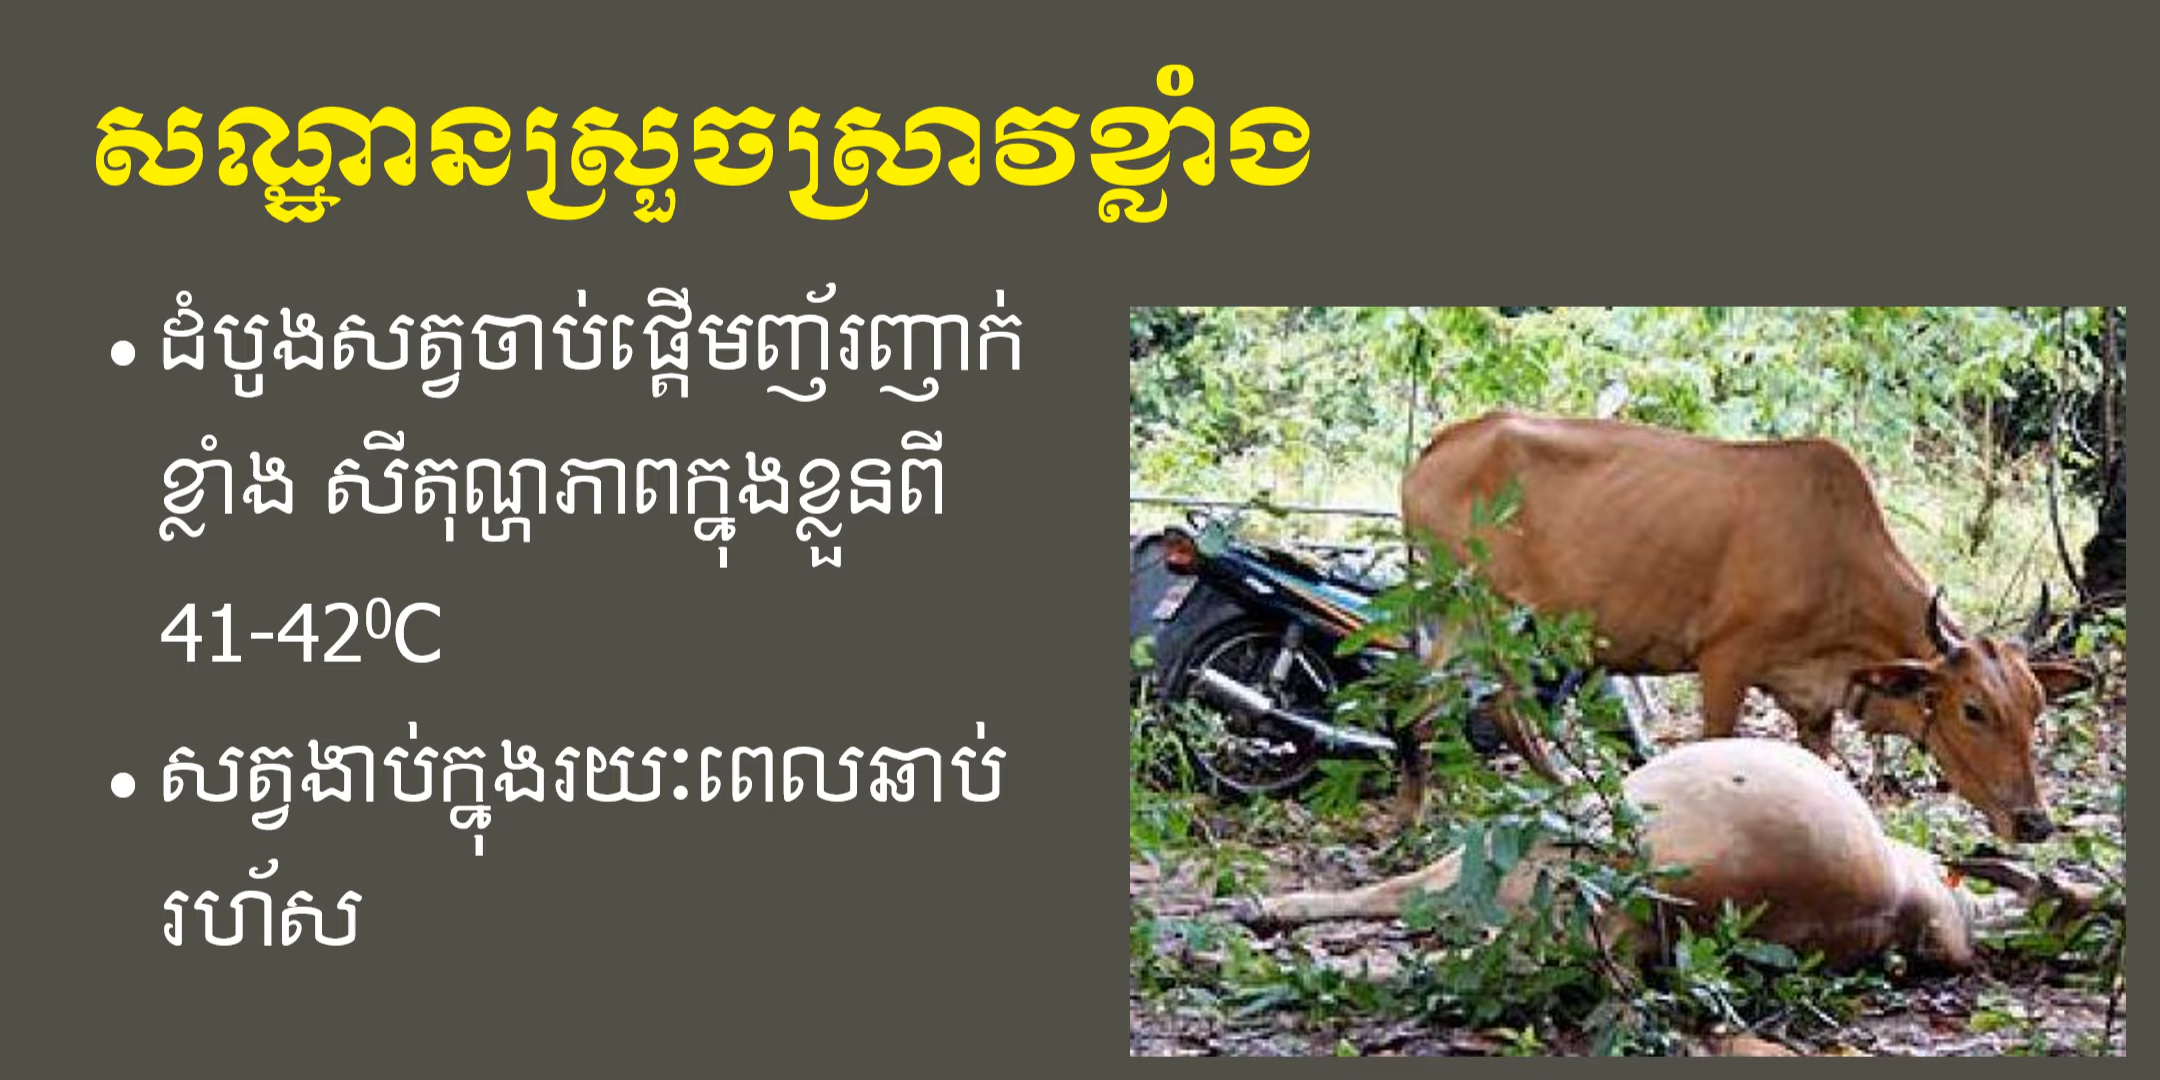 សណ្ឋានស្រួចស្រាវខ្លាំង
• ដំបូងសត្វចាប់ផ្តើមញ័រញាក់
ខ្លាំង សីតុណ្ហភាពក្នុងខ្លួនពី
41-42⁰C
• សត្វងាប់ក្នុងរយៈពេលឆាប់
រហ័ស